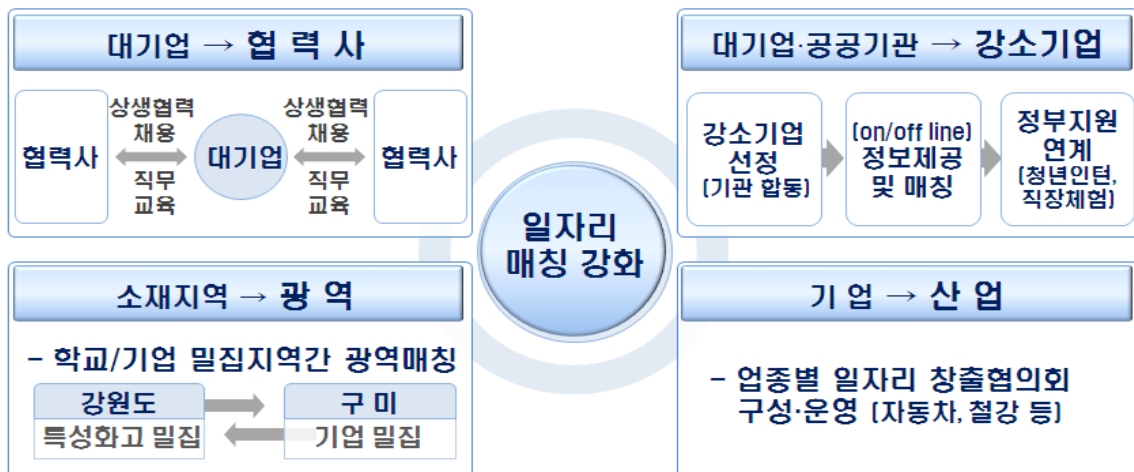 대기업 → 협 력 사
협력사
상생협력
채용
직무
교육
대기업
상생협력
채용
직무
교육
협력사
대기업·공공기관 → 강소기업
강소기업
선정
(기관 합동)
(on/off line)
정보제공
및 매칭
정부지원
연계
(청년인턴,
직장체험)
일자리
매칭 강화
소재지역 → 광 역
- 학교/기업 밀집지역간 광역매칭
강원도
특성화고 밀집
구 미
기업 밀집
기 업 → 산 업
- 업종별 일자리 창출협의회
구성·운영 (자동차, 철강 등)